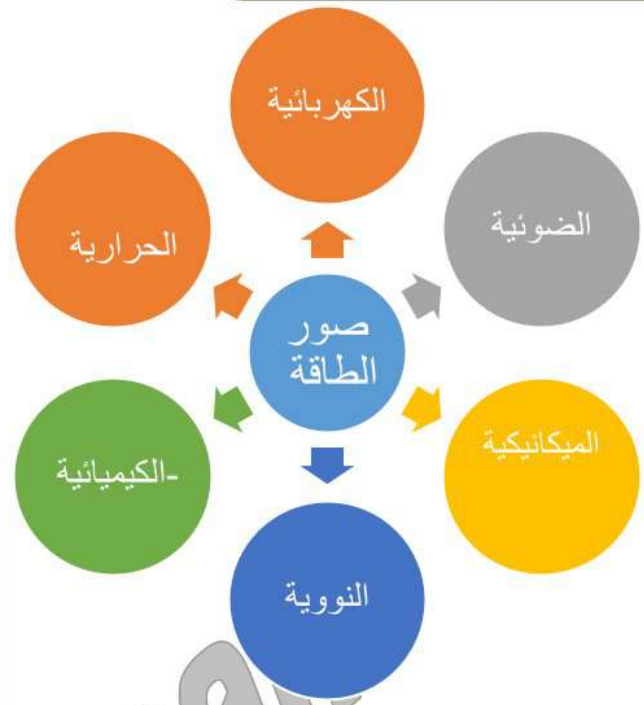 صور
الطاقة
الكهربائية
الضوئية
الميكانيكية
النووية
-الكيميائية
الحرارية